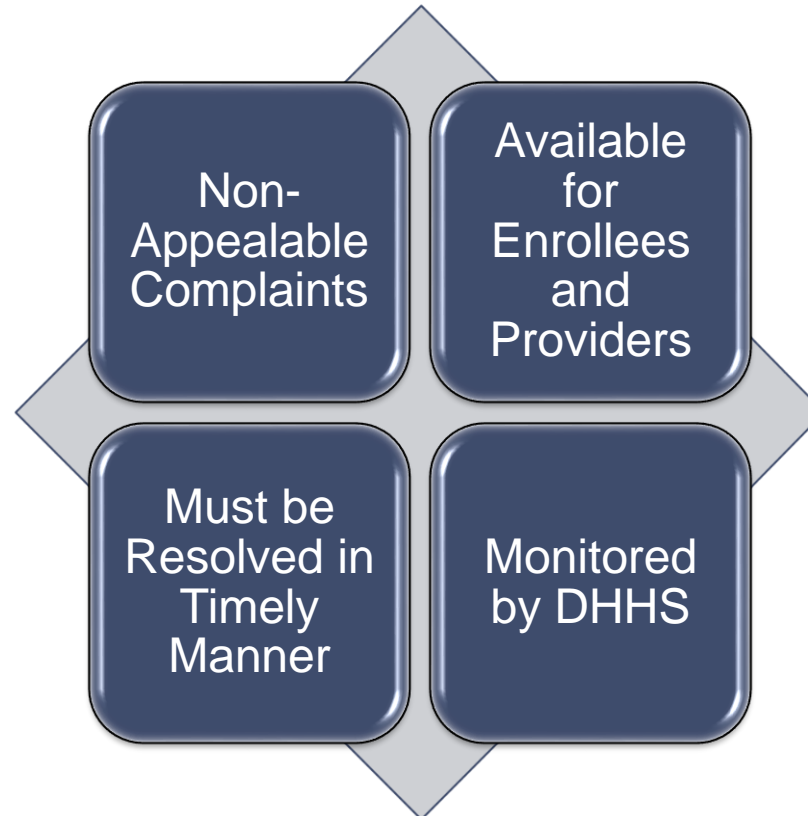 Non-
Appealable
Complaints
Available
for
Enrollees
and
Providers
Must be
Resolved in
Timely
Manner
Monitored
by DHHS